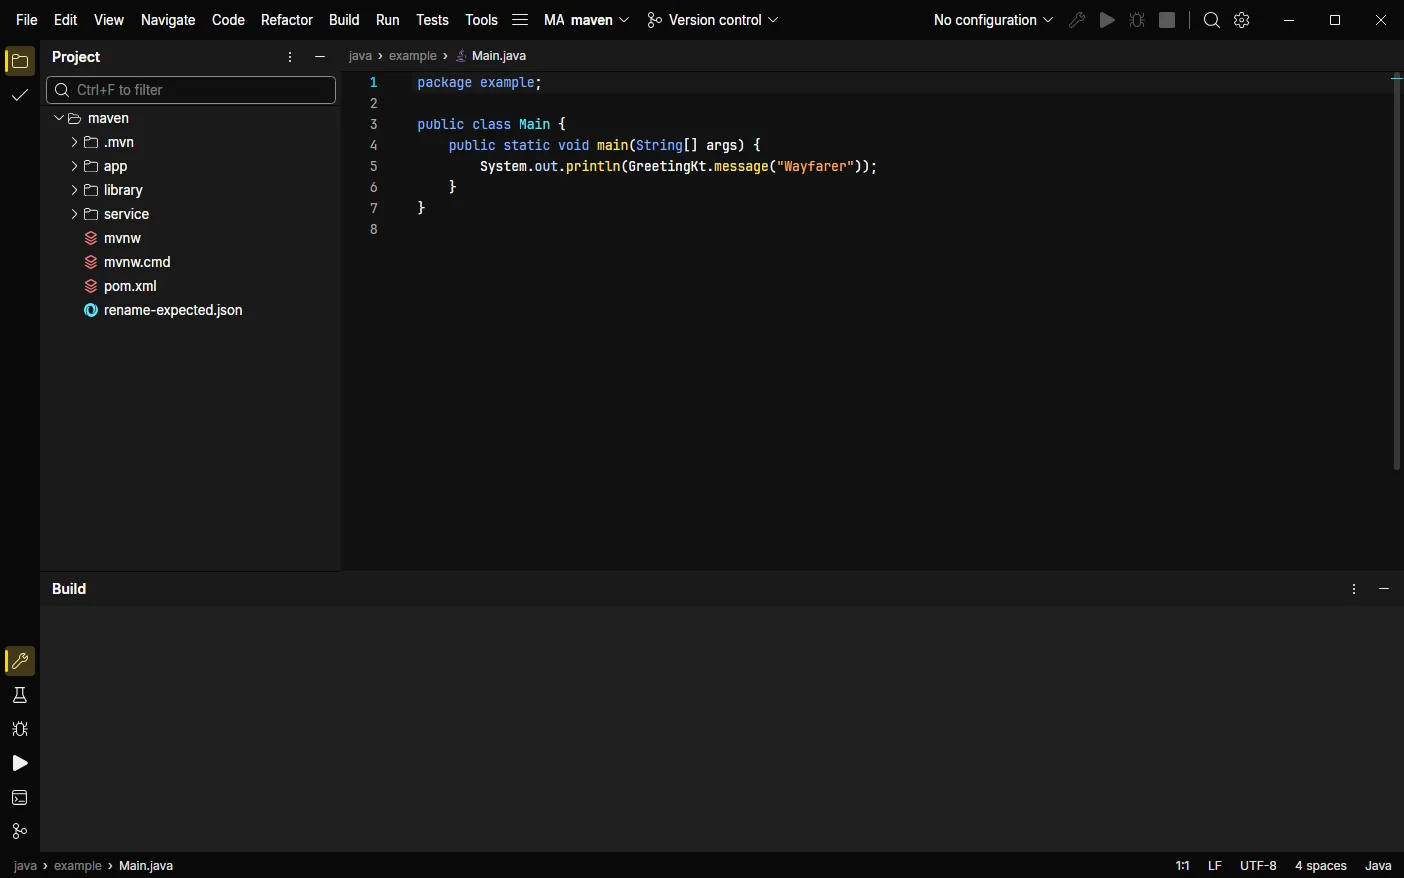 File Edit View Navigate Code Refactor Build Run Tests Tools MA maven Version control No configuration
Project
java › example › Main.java
Ctrl+F to filter
maven
.mvn
app
library
service
mvnw
mvnw.cmd
pom.xml
rename-expected.json
1 package example;
2
3 public class Main {
4 public static void main(String[] args) {
5 System.out.println(GreetingKt.message("Wayfarer"));
6 }
7 }
8
Build
java › example › Main.java 1:1 LF UTF-8 4 spaces Java